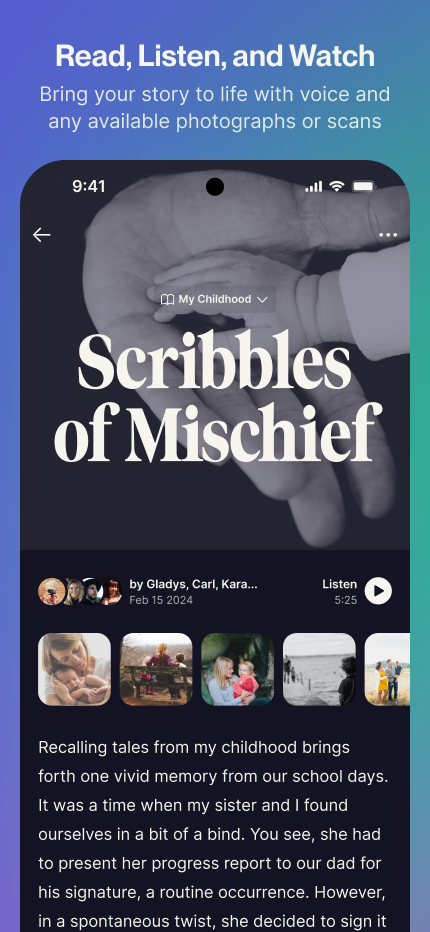 Read, Listen, and Watch
Bring your story to life with voice and
any available photographs or scans
9:41
My Childhood
Scribbles
of Mischief
by Gladys, Carl, Kara...
Feb 15 2024
Listen
5:25
Recalling tales from my childhood brings
forth one vivid memory from our school days.
It was a time when my sister and I found
ourselves in a bit of a bind. You see, she had
to present her progress report to our dad for
his signature, a routine occurrence. However,
in a spontaneous twist, she decided to sign it